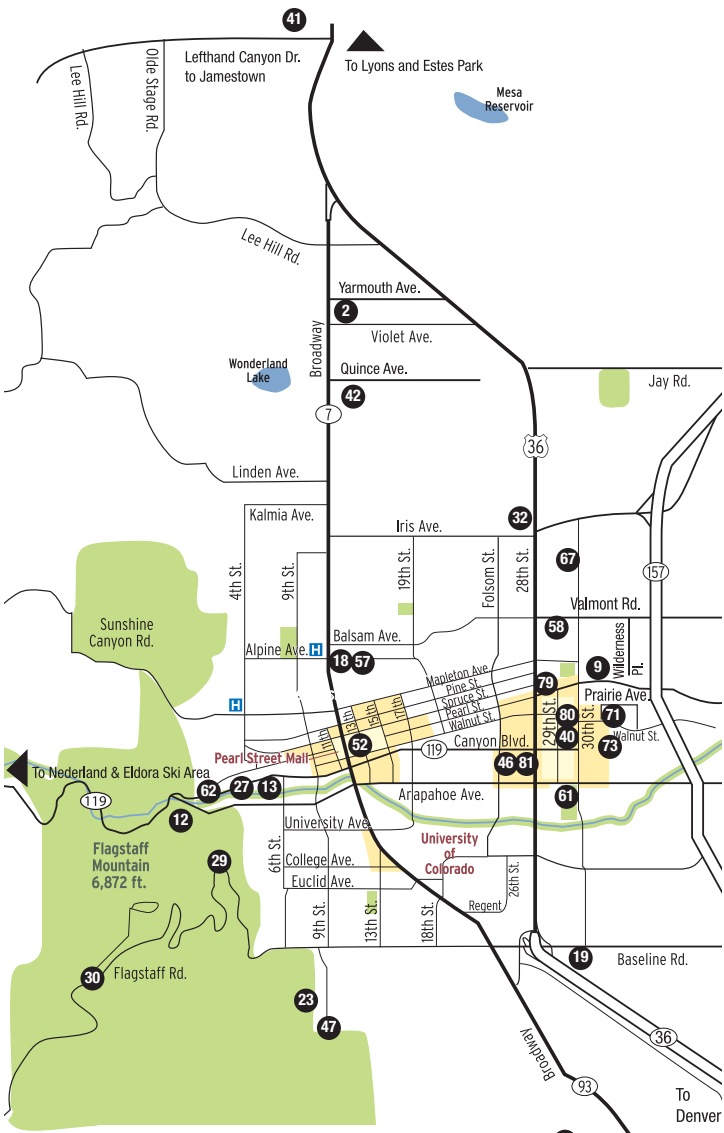 41
Lefthand Canyon Dr.
to Jamestown
To Lyons and Estes Park
Lee Hill Rd.
Olde Stage Rd.
Mesa
Reservoir
Lee Hill Rd.
Yarmouth Ave.
2
Violet Ave.
Broadway
Quince Ave.
Wonderland
Lake
42
Jay Rd.
7
36
Linden Ave.
Kalmia Ave.
32
Iris Ave.
67
157
4th St.
9th St.
19th St.
Folsom St.
28th St.
Valmont Rd.
Sunshine
Canyon Rd.
58
Balsam Ave.
Alpine Ave.
H
18
57
Wilderness
Pl.
9
Mapleton Ave
Pine St.
Spruce St.
Pearl St.
Walnut St.
79
H
Prairie Ave.
11th
13th
15th
17th
29th St.
30th St.
80
71
52
40
73
Walnut St.
Pearl Street Mall
119
Canyon Blvd.
46
81
To Nederland & Eldora Ski Area
119
62
27
13
Arapahoe Ave.
61
12
University Ave.
University
of
Colorado
Flagstaff
Mountain
6,872 ft.
29
6th St.
College Ave.
Euclid Ave.
26th St.
Regent
9th St.
13th St.
18th St.
30
Flagstaff Rd.
19
Baseline Rd.
23
47
36
Broadway
93
To
Denver